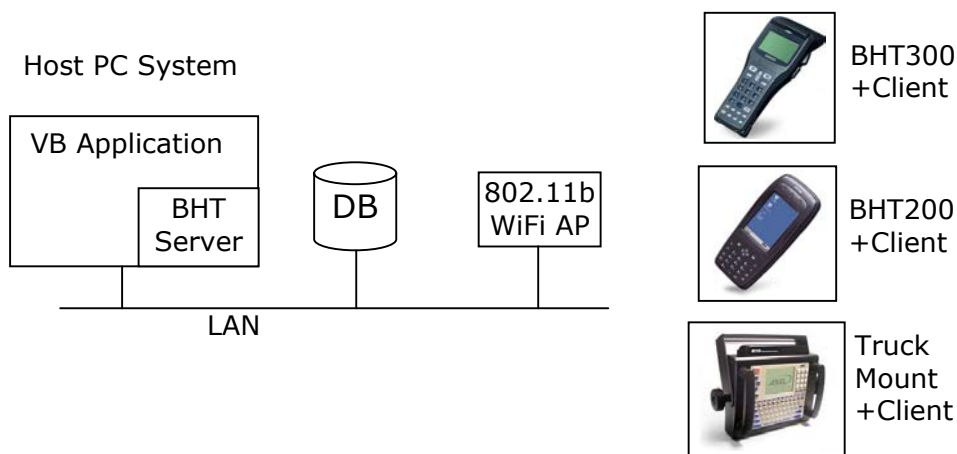 Host PC System
VB Application
BHT
Server
DB
802.11b
WiFi AP
LAN
BHT300
+Client
BHT200
+Client
Truck
Mount
+Client